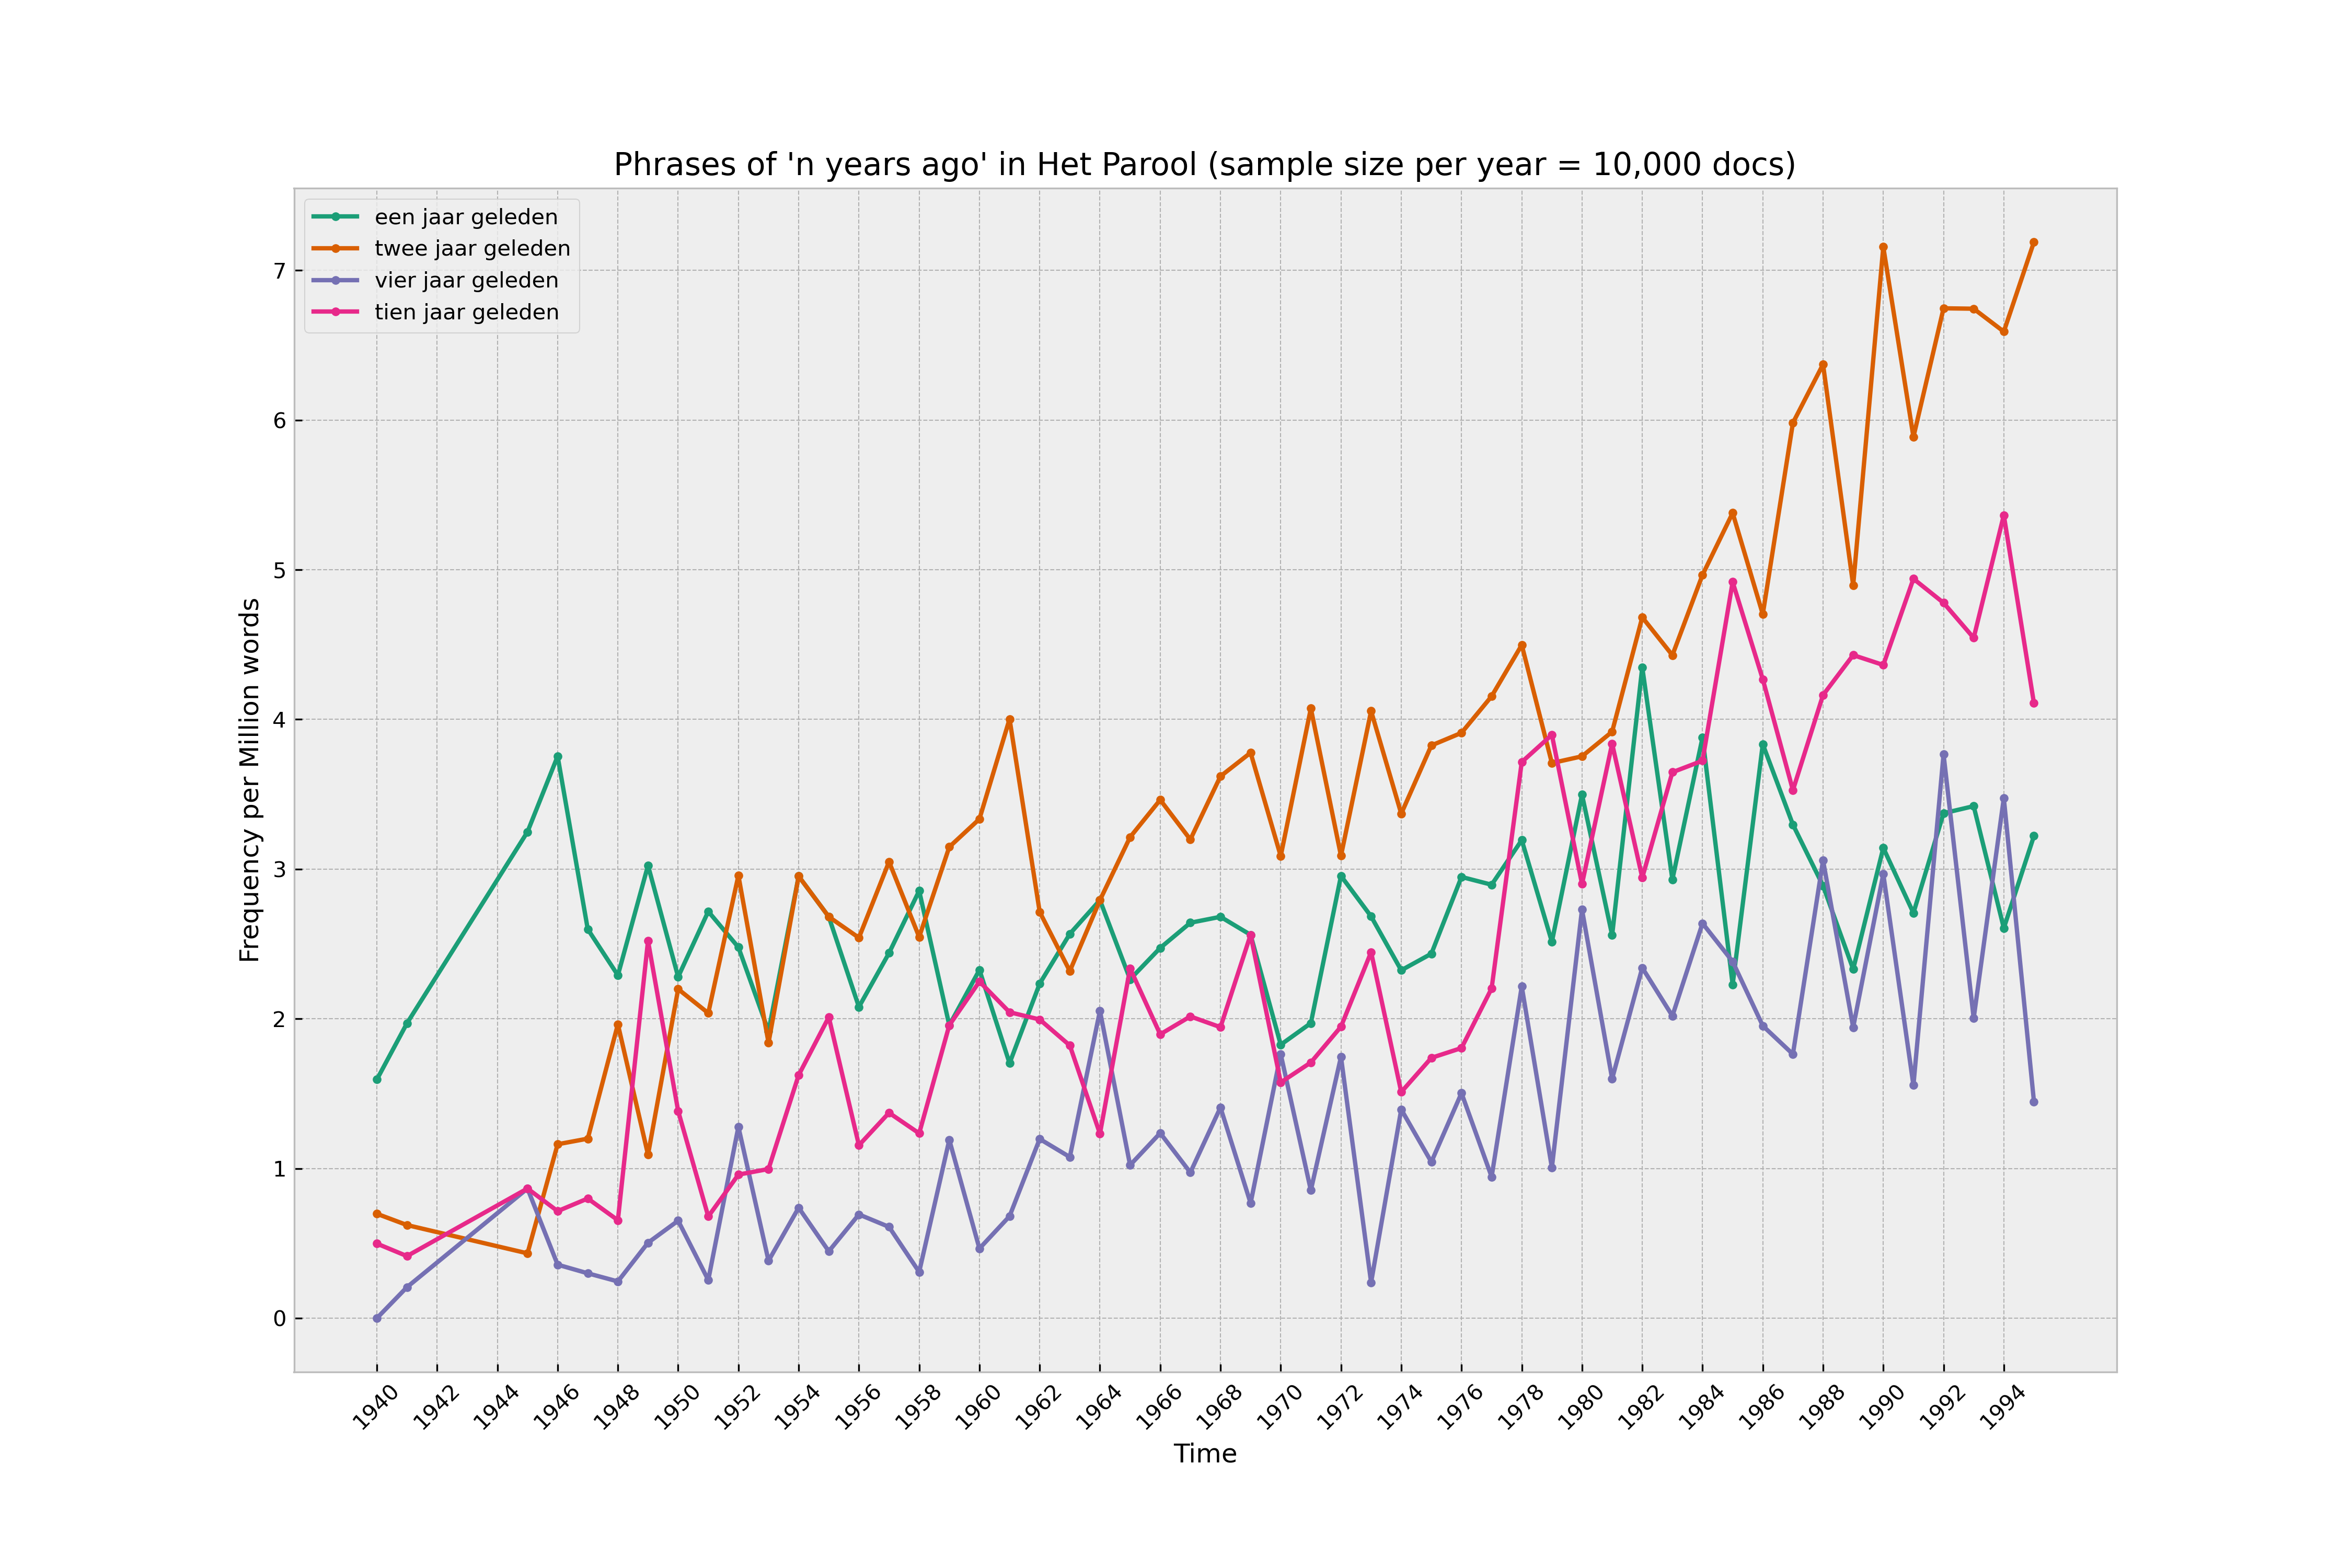 Phrases of 'n years ago' in Het Parool (sample size per year = 10,000 docs)
een jaar geleden
twee jaar geleden
vier jaar geleden
tien jaar geleden
Frequency per Million words
7
6
5
4
3
2
1
0
1940 1942 1944 1946 1948 1950 1952 1954 1956 1958 1960 1962 1964 1966 1968 1970 1972 1974 1976 1978 1980 1982 1984 1986 1988 1990 1992 1994
Time